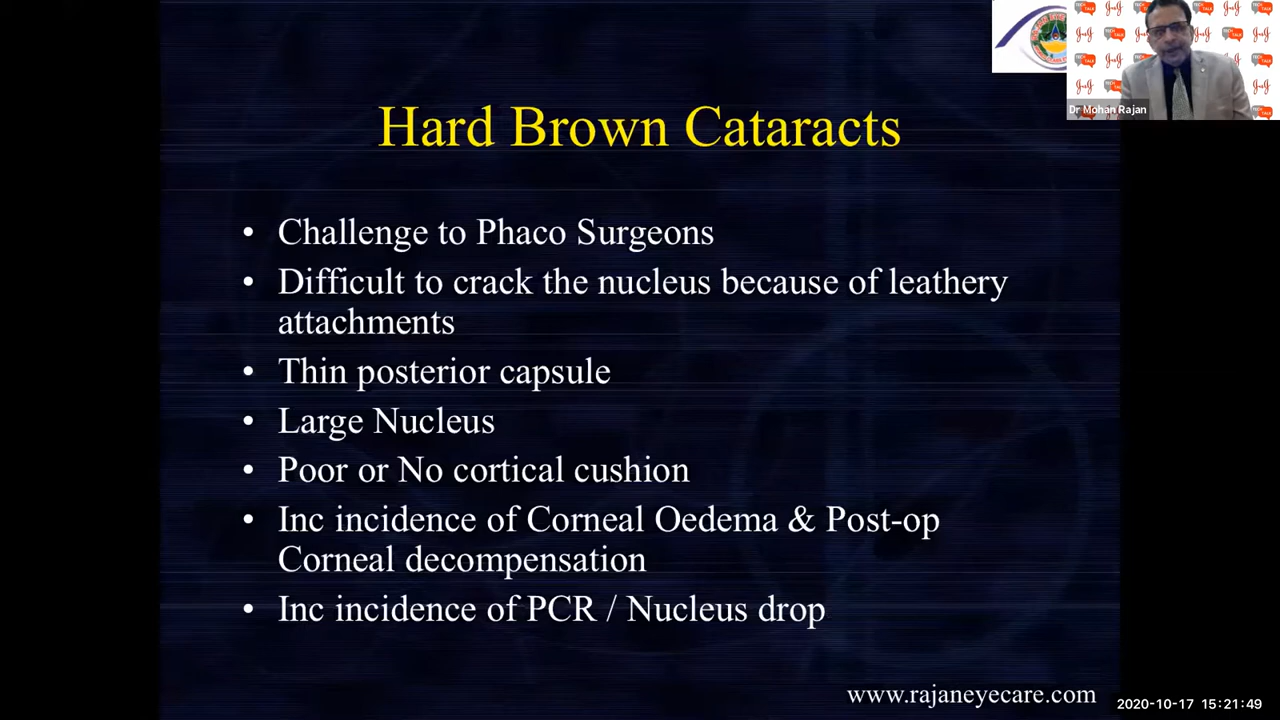 Hard Brown Cataracts
• Challenge to Phaco Surgeons
• Difficult to crack the nucleus because of leathery
attachments
• Thin posterior capsule
• Large Nucleus
• Poor or No cortical cushion
• Inc incidence of Corneal Oedema & Post-op
Corneal decompensation
• Inc incidence of PCR / Nucleus drop
www.rajaneyecare.com
Dr Mohan Rajan
2020-10-17 15:21:49